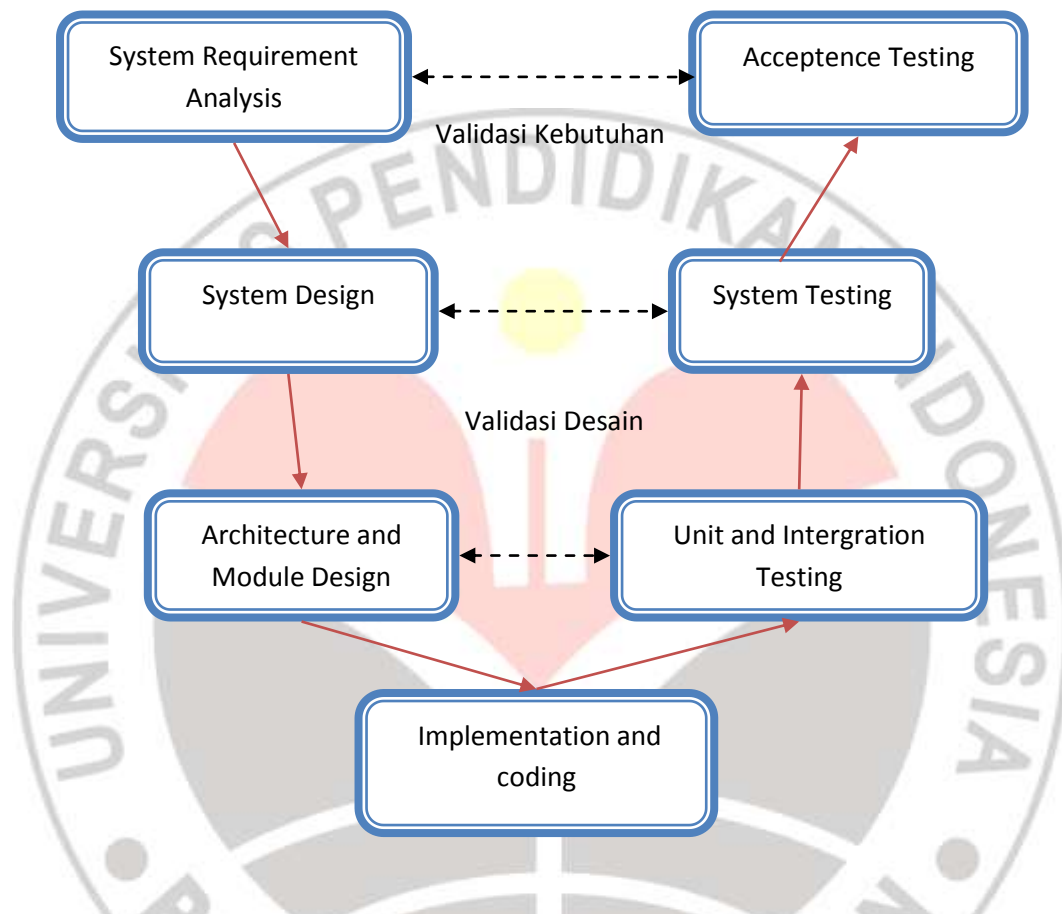 System Requirement
Analysis
Acceptence Testing
Validasi Kebutuhan
System Design
System Testing
Validasi Desain
Architecture and
Module Design
Unit and Intergration
Testing
Implementation and
coding
PENDIDIKAN
INDONESIA